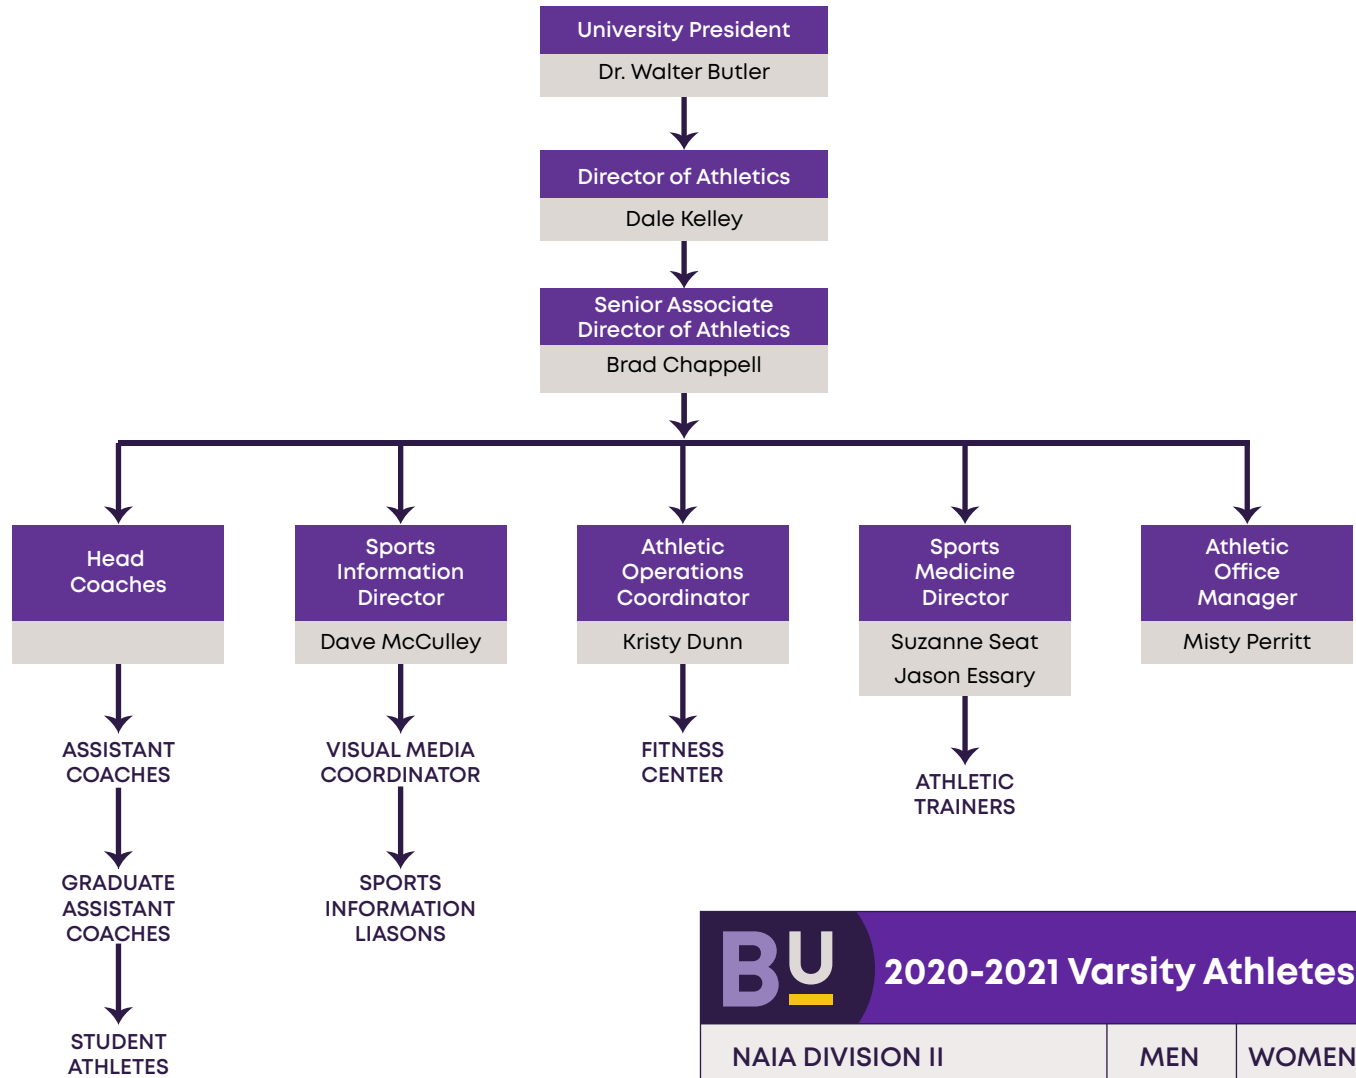 University President
Dr. Walter Butler
Director of Athletics
Dale Kelley
Senior Associate
Director of Athletics
Brad Chappell
Head
Coaches
Sports
Information
Director
Dave McCulley
Athletic
Operations
Coordinator
Kristy Dunn
Sports
Medicine
Director
Suzanne Seat
Jason Essary
Athletic
Office
Manager
Misty Perritt
ASSISTANT
COACHES
GRADUATE
ASSISTANT
COACHES
STUDENT
ATHLETES
VISUAL MEDIA
COORDINATOR
SPORTS
INFORMATION
LIASONS
FITNESS
CENTER
ATHLETIC
TRAINERS
BU
2020-2021 Varsity Athletes
NAIA DIVISION II
MEN
WOMEN